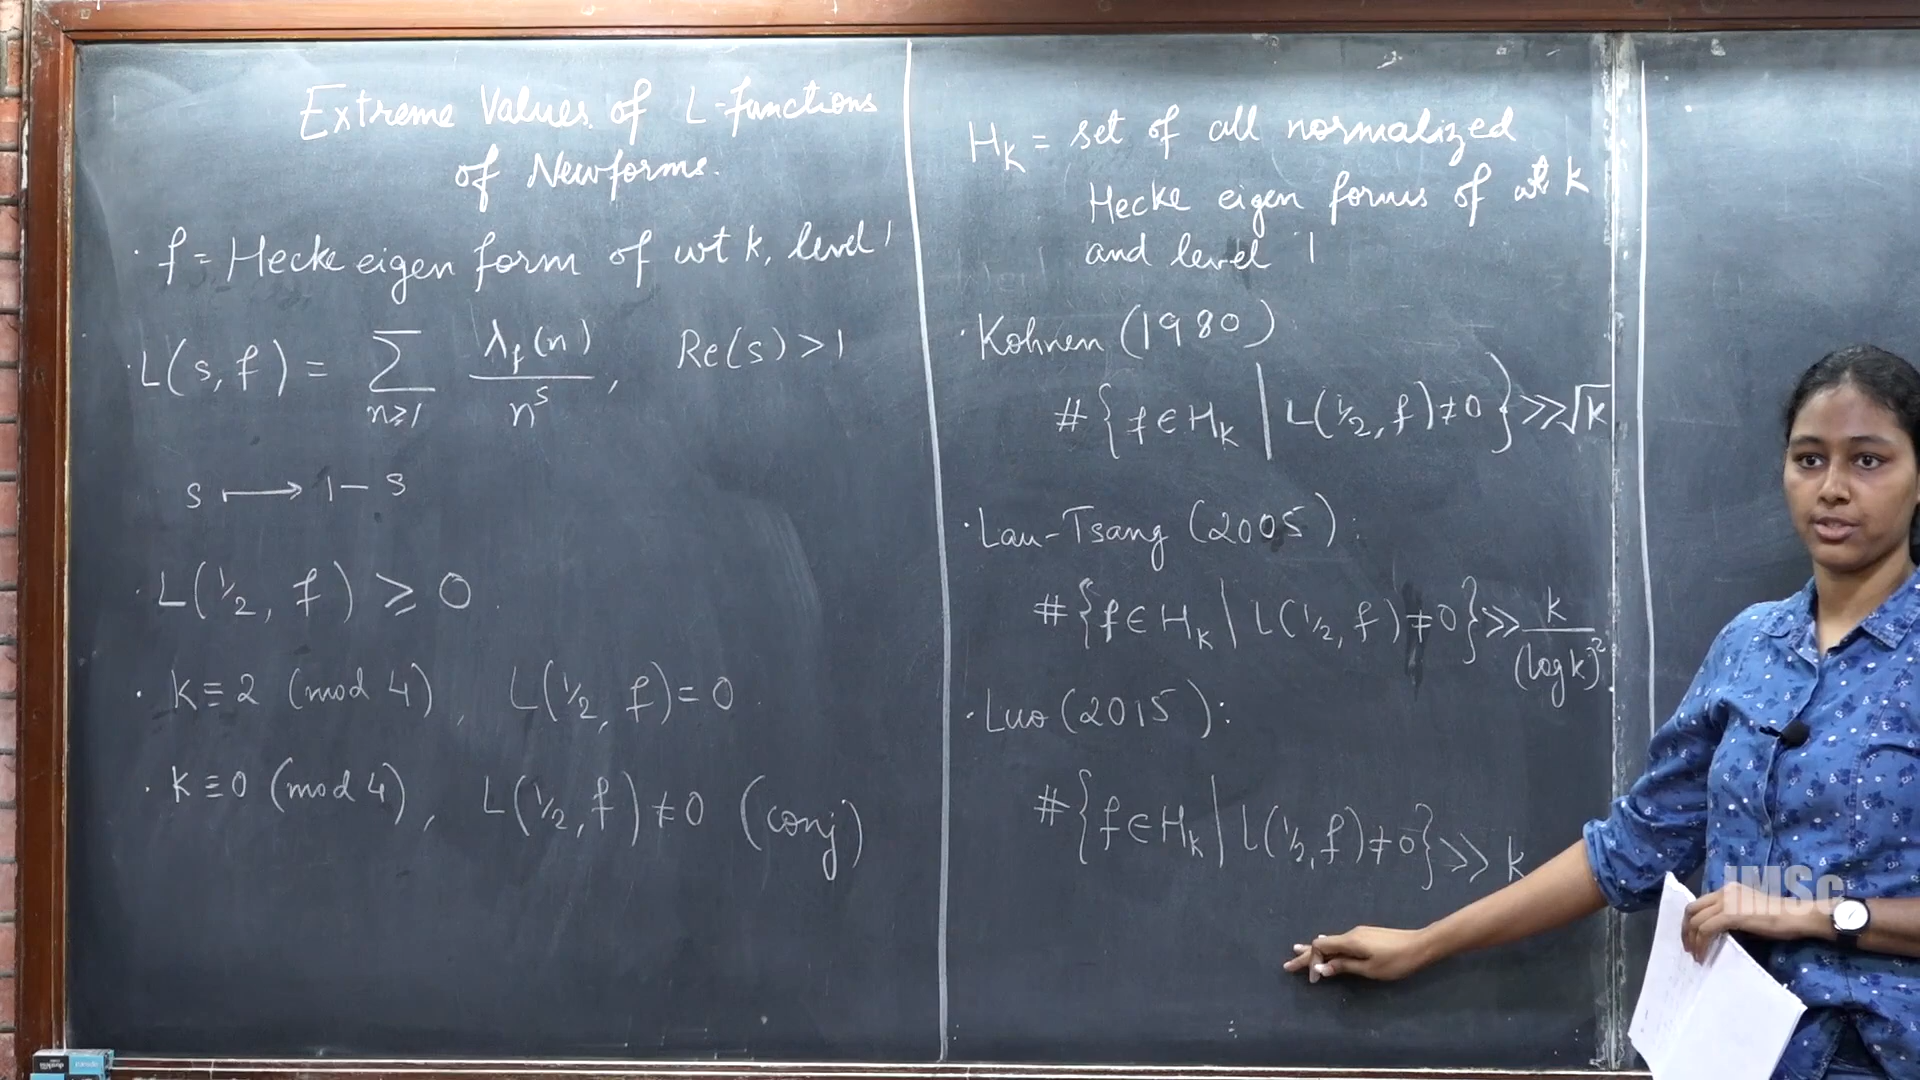 Extreme Values of L-functions
of Newforms.
· f = Hecke eigen form of wt k, level 1
· L(s, f) = ∑_{n≥1} λ_f(n) / n^s , Re(s) > 1
s ⟼ 1 - s
· L(1/2, f) ≥ 0.
· k ≡ 2 (mod 4), L(1/2, f) = 0.
· k ≡ 0 (mod 4), L(1/2, f) ≠ 0 (conj)
H_k = set of all normalized
Hecke eigen forms of wt k
and level 1
· Kohnen (1980)
# { f ∈ H_k | L(1/2, f) ≠ 0 } ≫ √k
· Lau-Tsang (2005):
# { f ∈ H_k | L(1/2, f) ≠ 0 } ≫ k / (log k)^2
· Luo (2015):
# { f ∈ H_k | L(1/2, f) ≠ 0 } ≫ k
IMSc